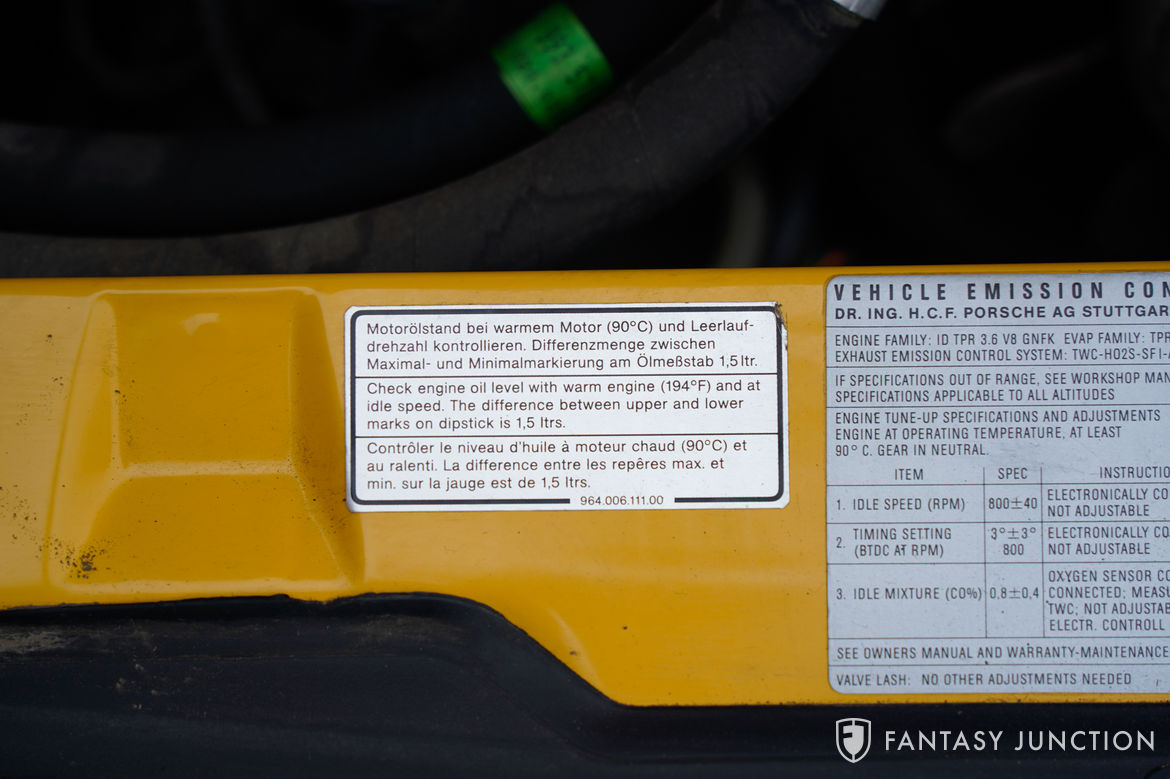 Motorölstand bei warmem Motor (90°C) und Leerlauf-
drehzahl kontrollieren. Differenzmenge zwischen
Maximal- und Minimalmarkierung am Ölmeßstab 1,5 ltr.
Check engine oil level with warm engine (194°F) and at
idle speed. The difference between upper and lower
marks on dipstick is 1,5 ltrs.
Contrôler le niveau d'huile à moteur chaud (90°C) et
au ralenti. La difference entre les repêres max. et
min. sur la jauge est de 1,5 ltrs.
964.006.111.00
VEHICLE EMISSION CON
DR. ING. H.C.F. PORSCHE AG STUTTGAR
ENGINE FAMILY: ID TPR 3.6 V8 GNFK EVAP FAMILY: TPR
EXHAUST EMISSION CONTROL SYSTEM: TWC-HO2S-SFI-
IF SPECIFICATIONS OUT OF RANGE, SEE WORKSHOP MAN
SPECIFICATIONS APPLICABLE TO ALL ALTITUDES
ENGINE TUNE-UP SPECIFICATIONS AND ADJUSTMENTS
ENGINE AT OPERATING TEMPERATURE, AT LEAST
90° C. GEAR IN NEUTRAL.
ITEM SPEC INSTRUCTIO
1. IDLE SPEED (RPM) 800±40 ELECTRONICALLY CO
NOT ADJUSTABLE
2. TIMING SETTING 3°±3° ELECTRONICALLY CO
(BTDC AT RPM) 800 NOT ADJUSTABLE
3. IDLE MIXTURE (CO%) 0,8±0,4 OXYGEN SENSOR CO
CONNECTED; MEASU
TWC; NOT ADJUSTAB
ELECTR. CONTROLL
SEE OWNERS MANUAL AND WARRANTY-MAINTENANCE
VALVE LASH: NO OTHER ADJUSTMENTS NEEDED
FANTASY JUNCTION